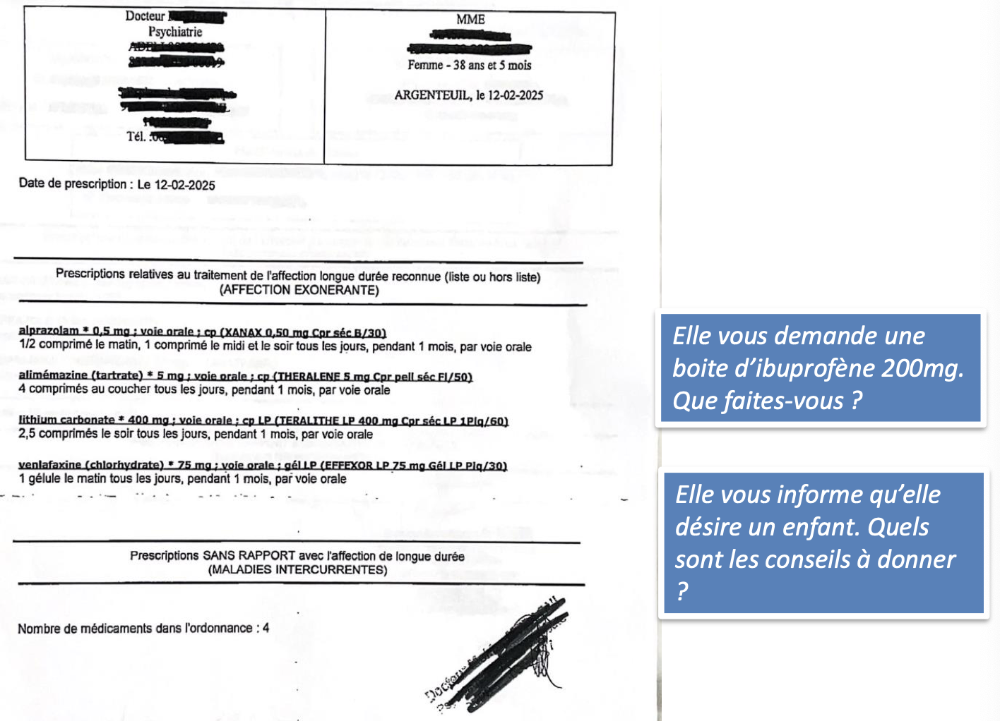 Docteur
Psychiatrie
Tél. :
MME
Femme - 38 ans et 5 mois
ARGENTEUIL, le 12-02-2025
Date de prescription : Le 12-02-2025
Prescriptions relatives au traitement de l'affection longue durée reconnue (liste ou hors liste)
(AFFECTION EXONERANTE)
alprazolam * 0,5 mg ; voie orale ; cp (XANAX 0,50 mg Cpr séc B/30)
1/2 comprimé le matin, 1 comprimé le midi et le soir tous les jours, pendant 1 mois, par voie orale
alimémazine (tartrate) * 5 mg ; voie orale ; cp (THERALENE 5 mg Cpr pell séc Fl/50)
4 comprimés au coucher tous les jours, pendant 1 mois, par voie orale
lithium carbonate * 400 mg ; voie orale ; cp LP (TERALITHE LP 400 mg Cpr séc LP 1Plq/60)
2,5 comprimés le soir tous les jours, pendant 1 mois, par voie orale
venlafaxine (chlorhydrate) * 75 mg ; voie orale ; gél LP (EFFEXOR LP 75 mg Gél LP Plq/30)
1 gélule le matin tous les jours, pendant 1 mois, par voie orale
Prescriptions SANS RAPPORT avec l'affection de longue durée
(MALADIES INTERCURRENTES)
Nombre de médicaments dans l'ordonnance : 4
Docteur
Elle vous demande une
boite d'ibuprofène 200mg.
Que faites-vous ?
Elle vous informe qu'elle
désire un enfant. Quels
sont les conseils à donner
?